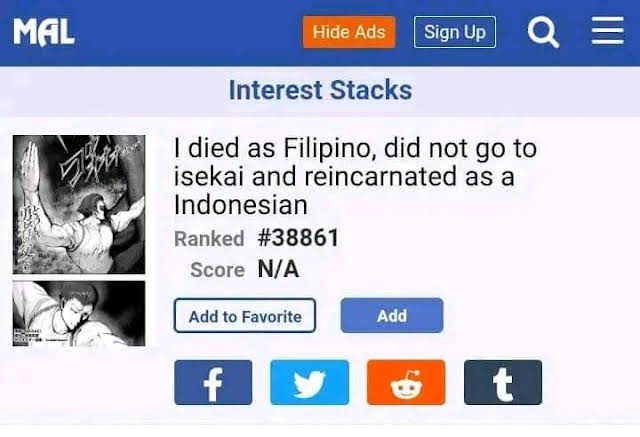 MAL
Hide Ads
Sign Up
Interest Stacks
I died as Filipino, did not go to
isekai and reincarnated as a
Indonesian
Ranked #38861
Score N/A
Add to Favorite
Add